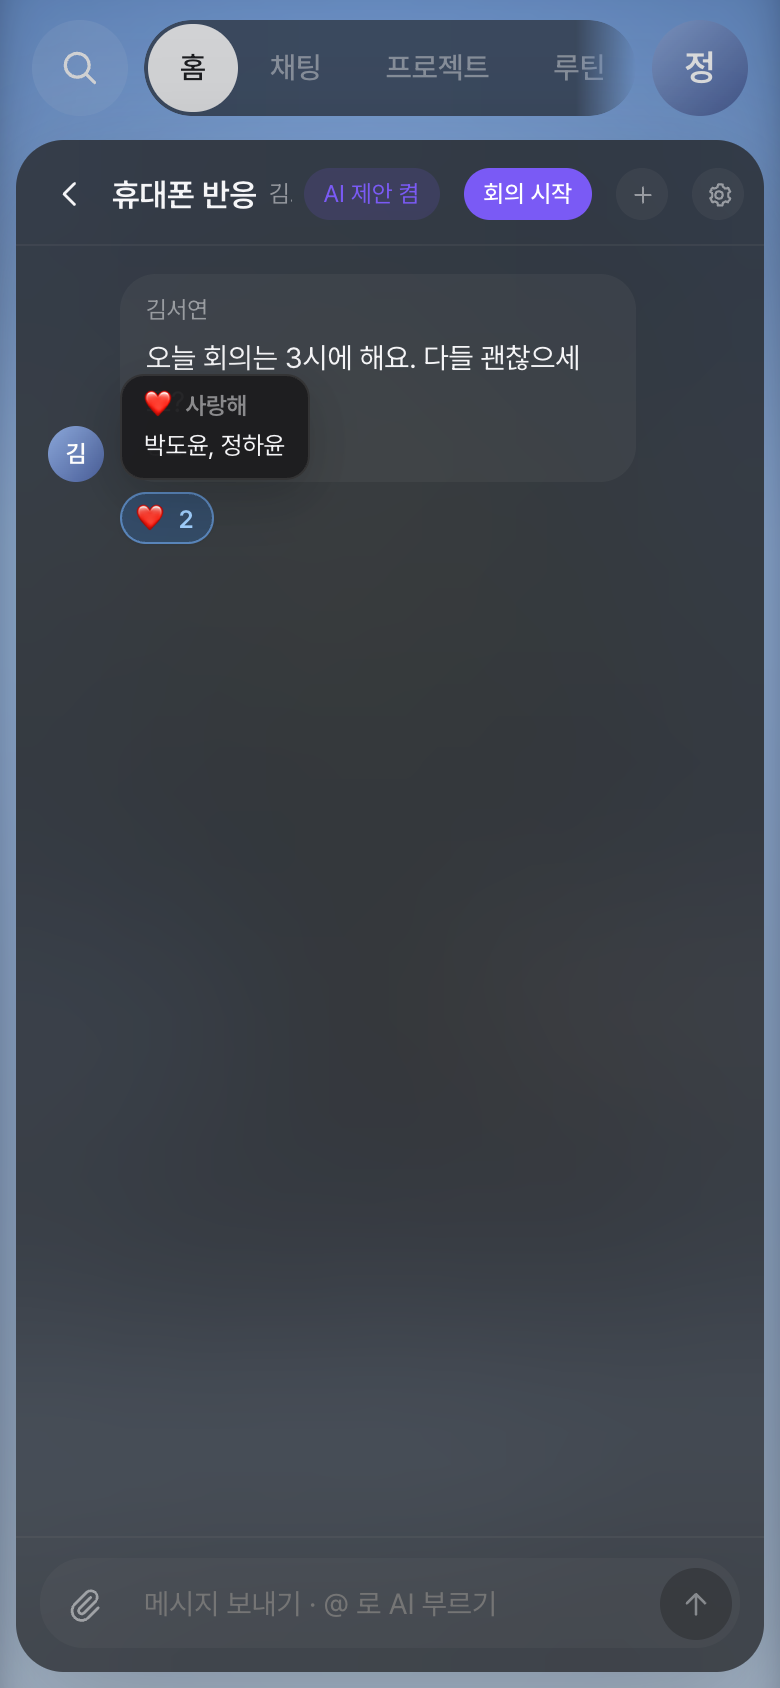 홈 채팅 프로젝트 루틴 정
휴대폰 반응 김. AI 제안 켬 회의 시작
김서연
오늘 회의는 3시에 해요. 다들 괜찮으세
❤️ 사랑해
박도윤, 정하윤
김
❤️ 2
메시지 보내기 · @ 로 AI 부르기